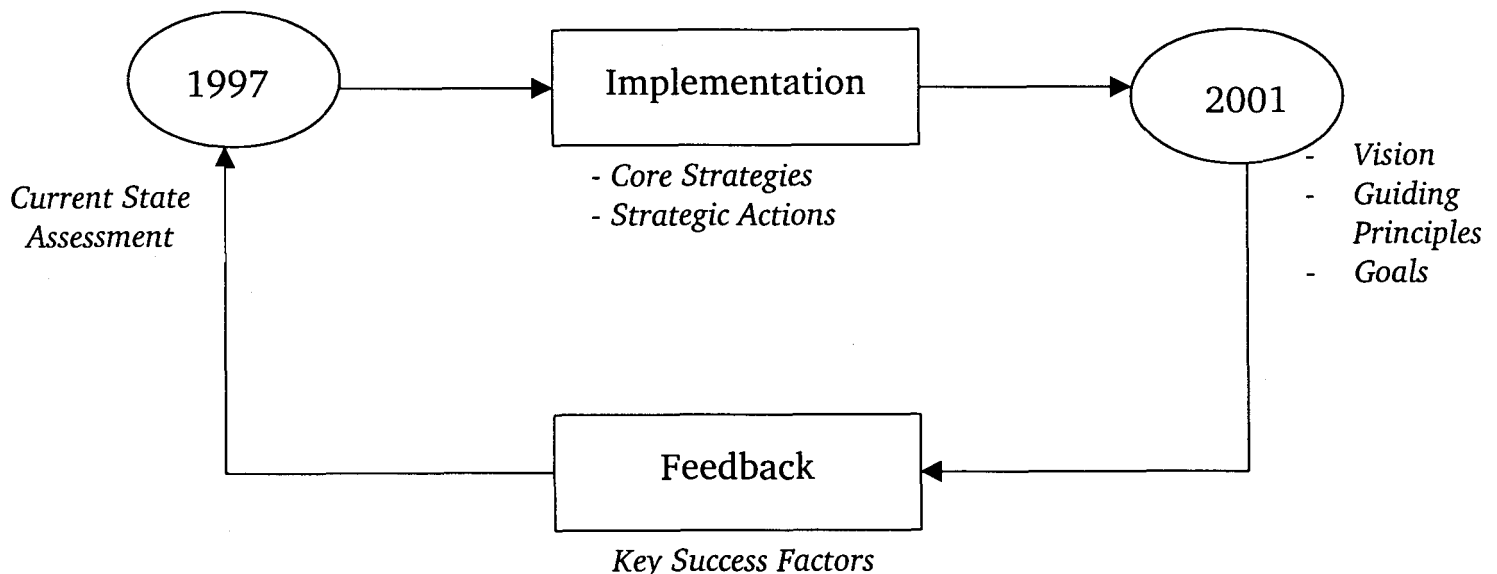 1997
Implementation
2001
- Core Strategies
- Strategic Actions
- Vision
- Guiding
Principles
- Goals
Current State
Assessment
Feedback
Key Success Factors